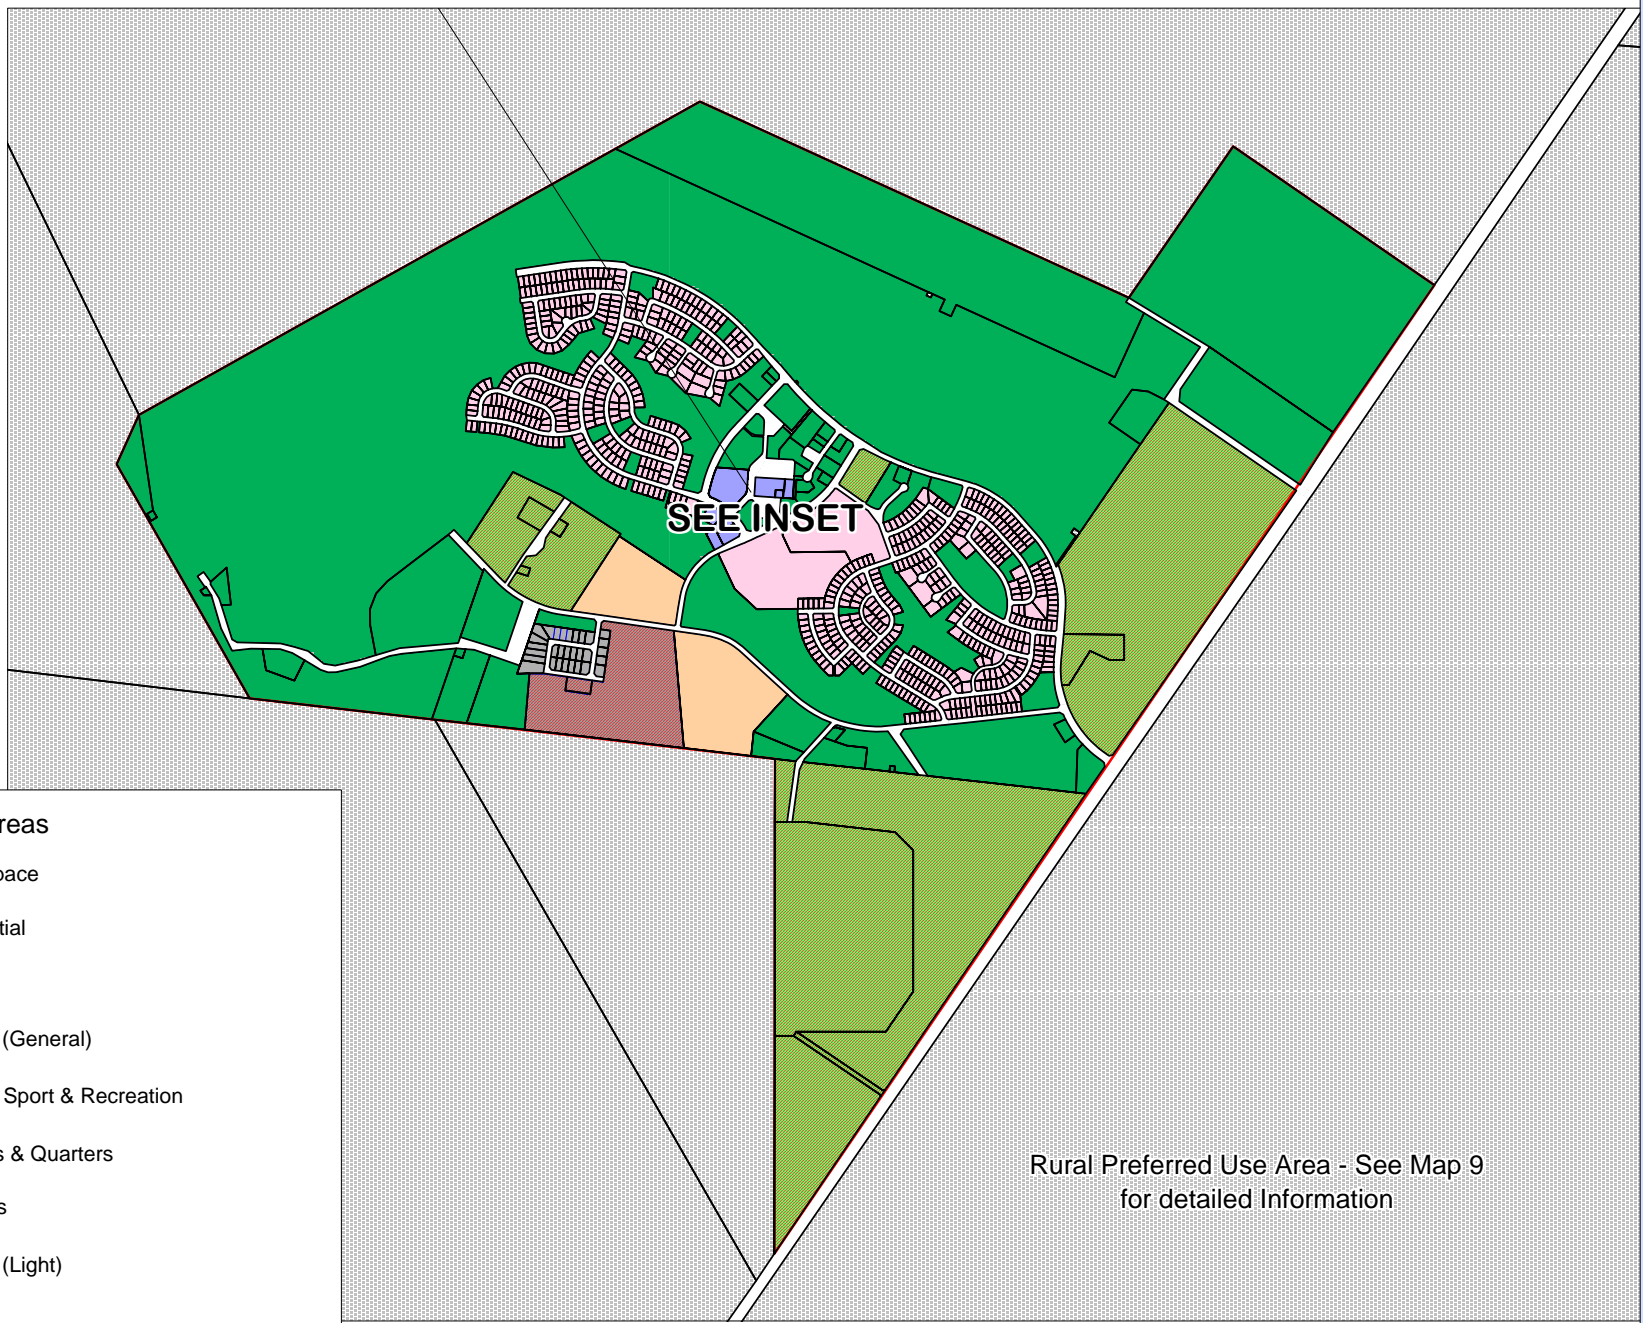 SEE INSET
reas
pace
tial
(General)
Sport & Recreation
s & Quarters
s
(Light)
Rural Preferred Use Area - See Map 9
for detailed Information